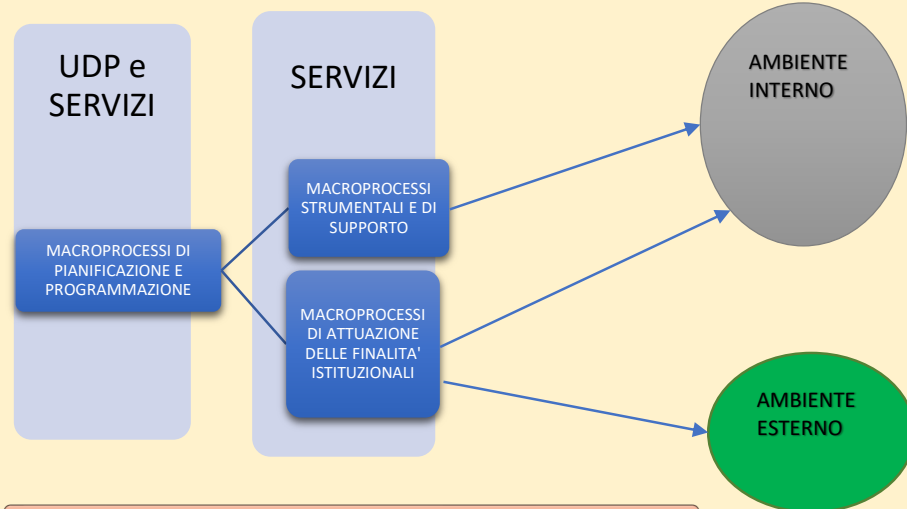 UDP e
SERVIZI
SERVIZI
AMBIENTE
INTERNO
MACROPROCESSI
STRUMENTALI E DI
SUPPORTO
MACROPROCESSI DI
PIANIFICAZIONE E
PROGRAMMAZIONE
MACROPROCESSI
DI ATTUAZIONE
DELLE FINALITA'
ISTITUZIONALI
AMBIENTE
ESTERNO